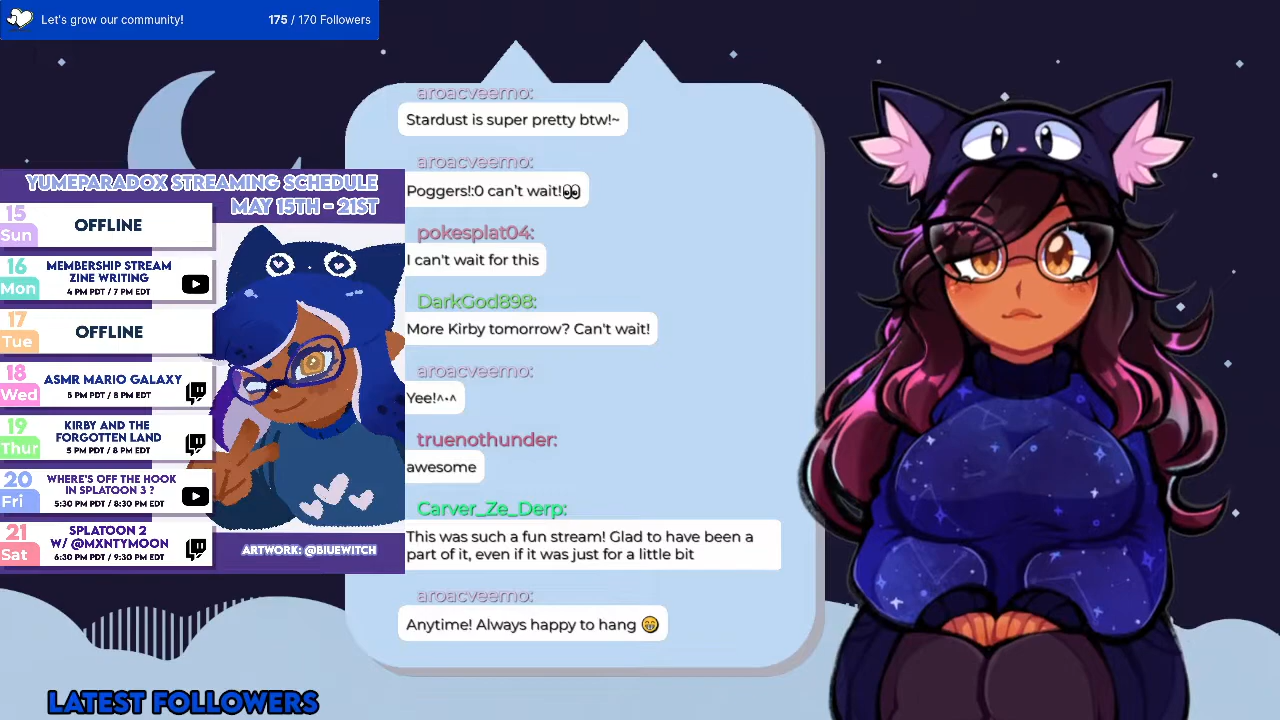 Let's grow our community!
175 / 170 Followers
YUMEPARADOX STREAMING SCHEDULE
MAY 15TH - 21ST
15
Sun
OFFLINE
16
Mon
MEMBERSHIP STREAM
ZINE WRITING
4 PM PDT / 7 PM EDT
17
Tue
OFFLINE
18
Wed
ASMR MARIO GALAXY
5 PM PDT / 8 PM EDT
19
Thur
KIRBY AND THE
FORGOTTEN LAND
5 PM PDT / 8 PM EDT
20
Fri
WHERE'S OFF THE HOOK
IN SPLATOON 3 ?
5:30 PM PDT / 8:30 PM EDT
21
Sat
SPLATOON 2
W/ @MXNTYMOON
6:30 PM PDT / 9:30 PM EDT
ARTWORK: @BIUEWITCH
aroacveemo:
Stardust is super pretty btw!~
aroacveemo:
Poggers!:0 can't wait!👀
pokesplat04:
I can't wait for this
DarkGod898:
More Kirby tomorrow? Can't wait!
aroacveemo:
Yee!^•^
truenothunder:
awesome
Carver_Ze_Derp:
This was such a fun stream! Glad to have been a
part of it, even if it was just for a little bit
aroacveemo:
Anytime! Always happy to hang 😁
LATEST FOLLOWERS